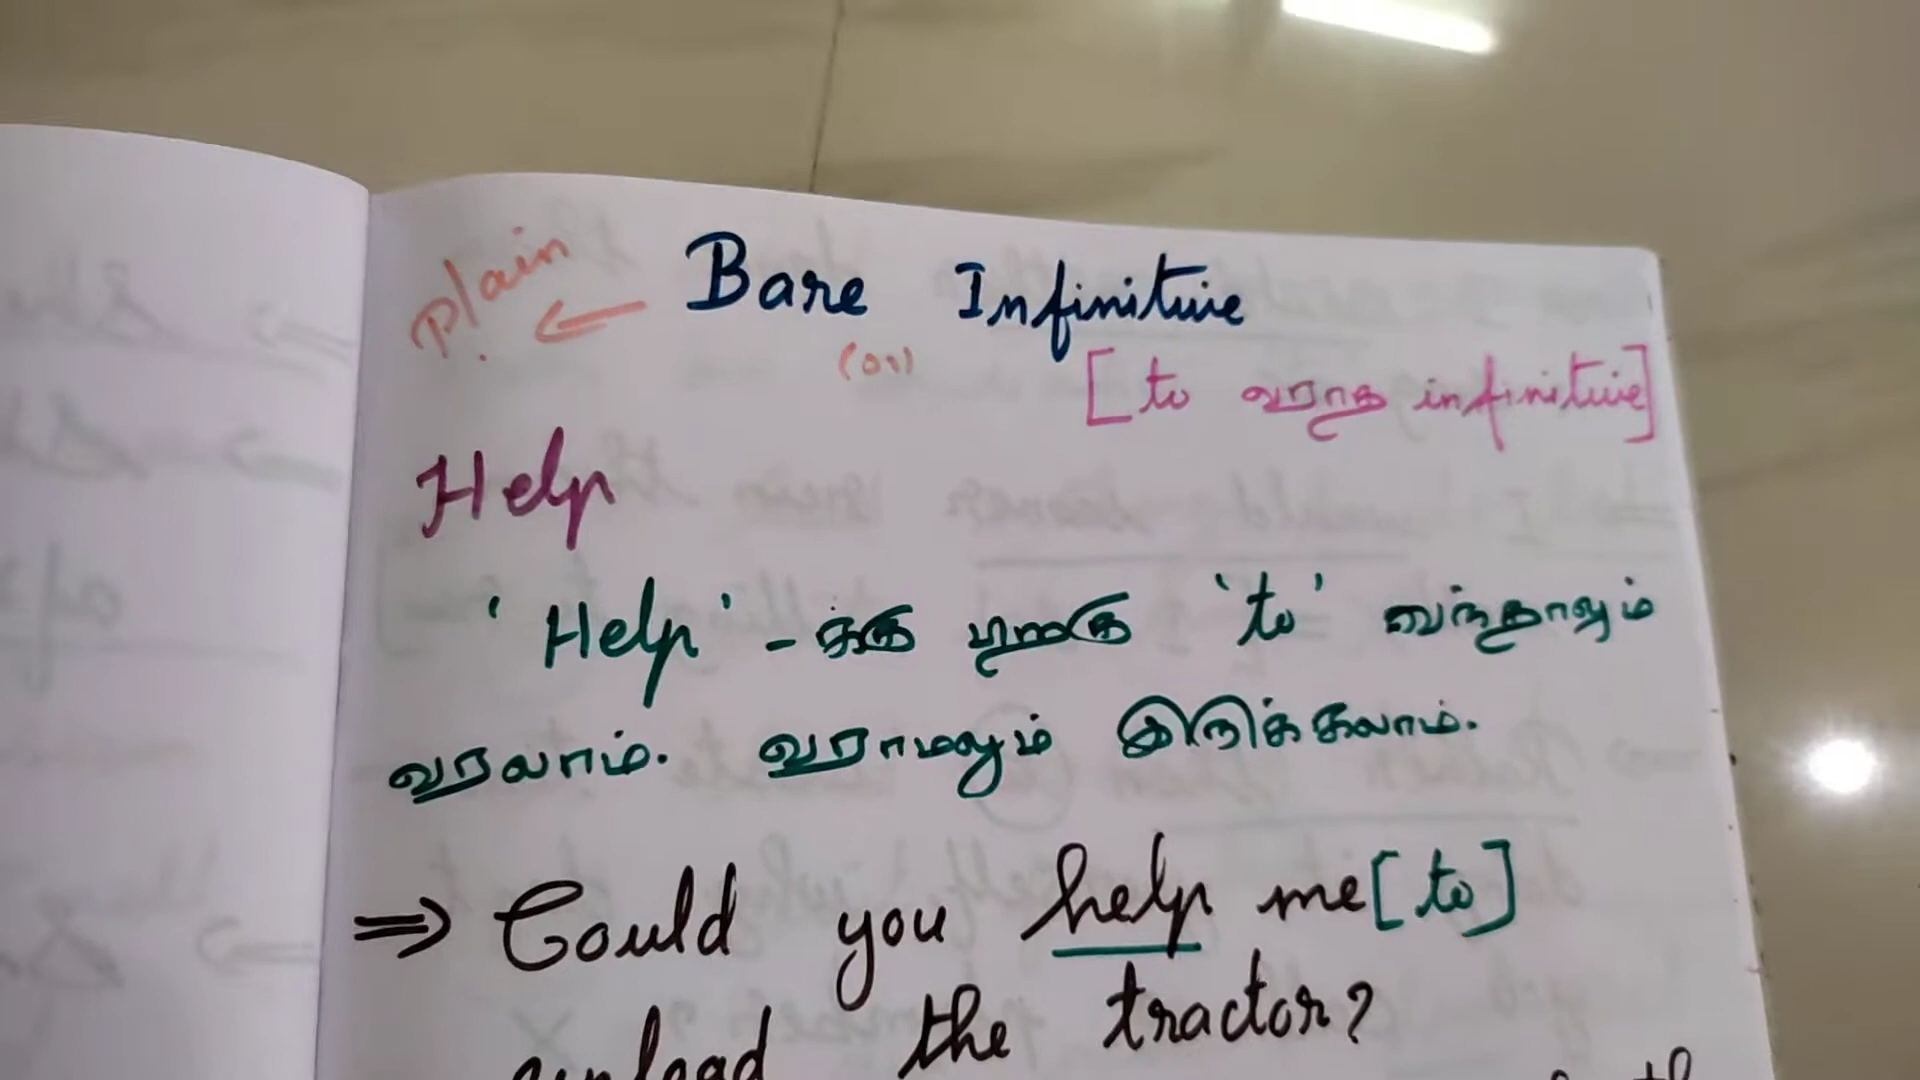 Plain ← Bare Infinitive
(or)
[to வராத infinitive]
Help
'Help' - க்கு பிறகு 'to' வந்தாலும்
வரலாம். வராமலும் இருக்கலாம்.
⇒ Could you help me [to]
unload the tractor?